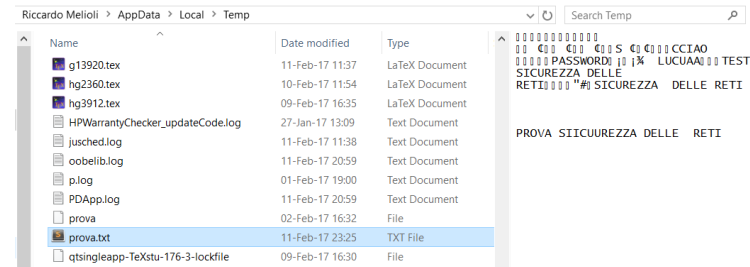 Riccardo Melioli > AppData > Local > Temp
Search Temp
Name Date modified Type
g13920.tex 11-Feb-17 11:37 LaTeX Document
hg2360.tex 10-Feb-17 11:54 LaTeX Document
hg3912.tex 09-Feb-17 16:35 LaTeX Document
HPWarrantyChecker_updateCode.log 27-Jan-17 13:09 Text Document
jusched.log 11-Feb-17 11:38 Text Document
oobelib.log 11-Feb-17 20:59 Text Document
p.log 01-Feb-17 19:00 Text Document
PDApp.log 11-Feb-17 20:59 Text Document
prova 02-Feb-17 16:32 File
prova.txt 11-Feb-17 23:25 TXT File
qtsingleapp-TeXstu-176-3-lockfile 09-Feb-17 16:30 File
▯▯▯▯▯▯▯▯▯▯▯▯
▯▯ ¢▯ ¢▯ ¢▯▯S ¢▯¢▯▯▯CCIAO
▯▯▯▯▯PASSWORD▯¡▯¡¾ LUCUAA▯▯▯TEST
SICUREZZA DELLE
RETI▯▯▯▯"#▯SICUREZZA DELLE RETI
PROVA SIICUUREZZA DELLE RETI